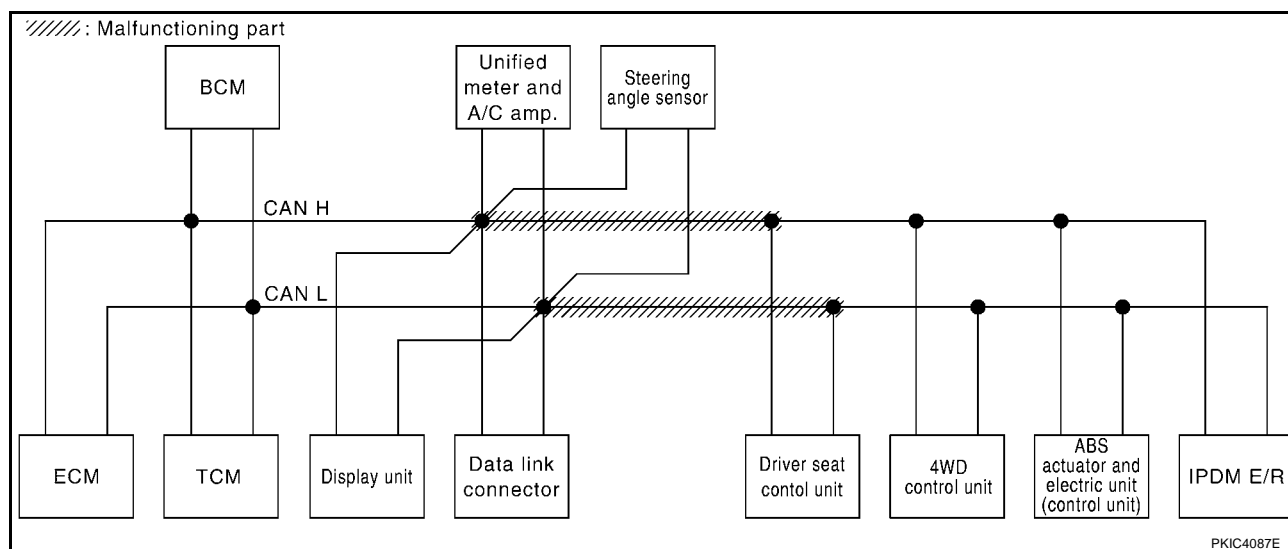 : Malfunctioning part
BCM
Unified
meter and
A/C amp.
Steering
angle sensor
CAN H
CAN L
ECM
TCM
Display unit
Data link
connector
Driver seat
contol unit
4WD
control unit
ABS
actuator and
electric unit
(control unit)
IPDM E/R
PKIC4087E